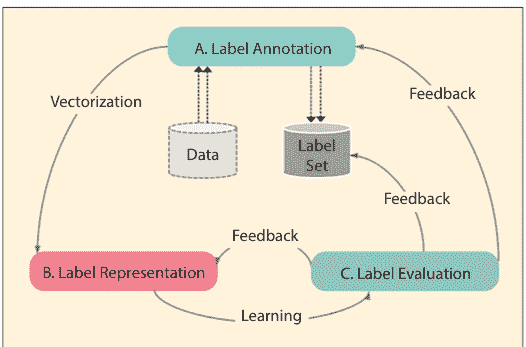 A. Label Annotation
Vectorization
Feedback
Data
Label
Set
Feedback
Feedback
B. Label Representation
C. Label Evaluation
Learning